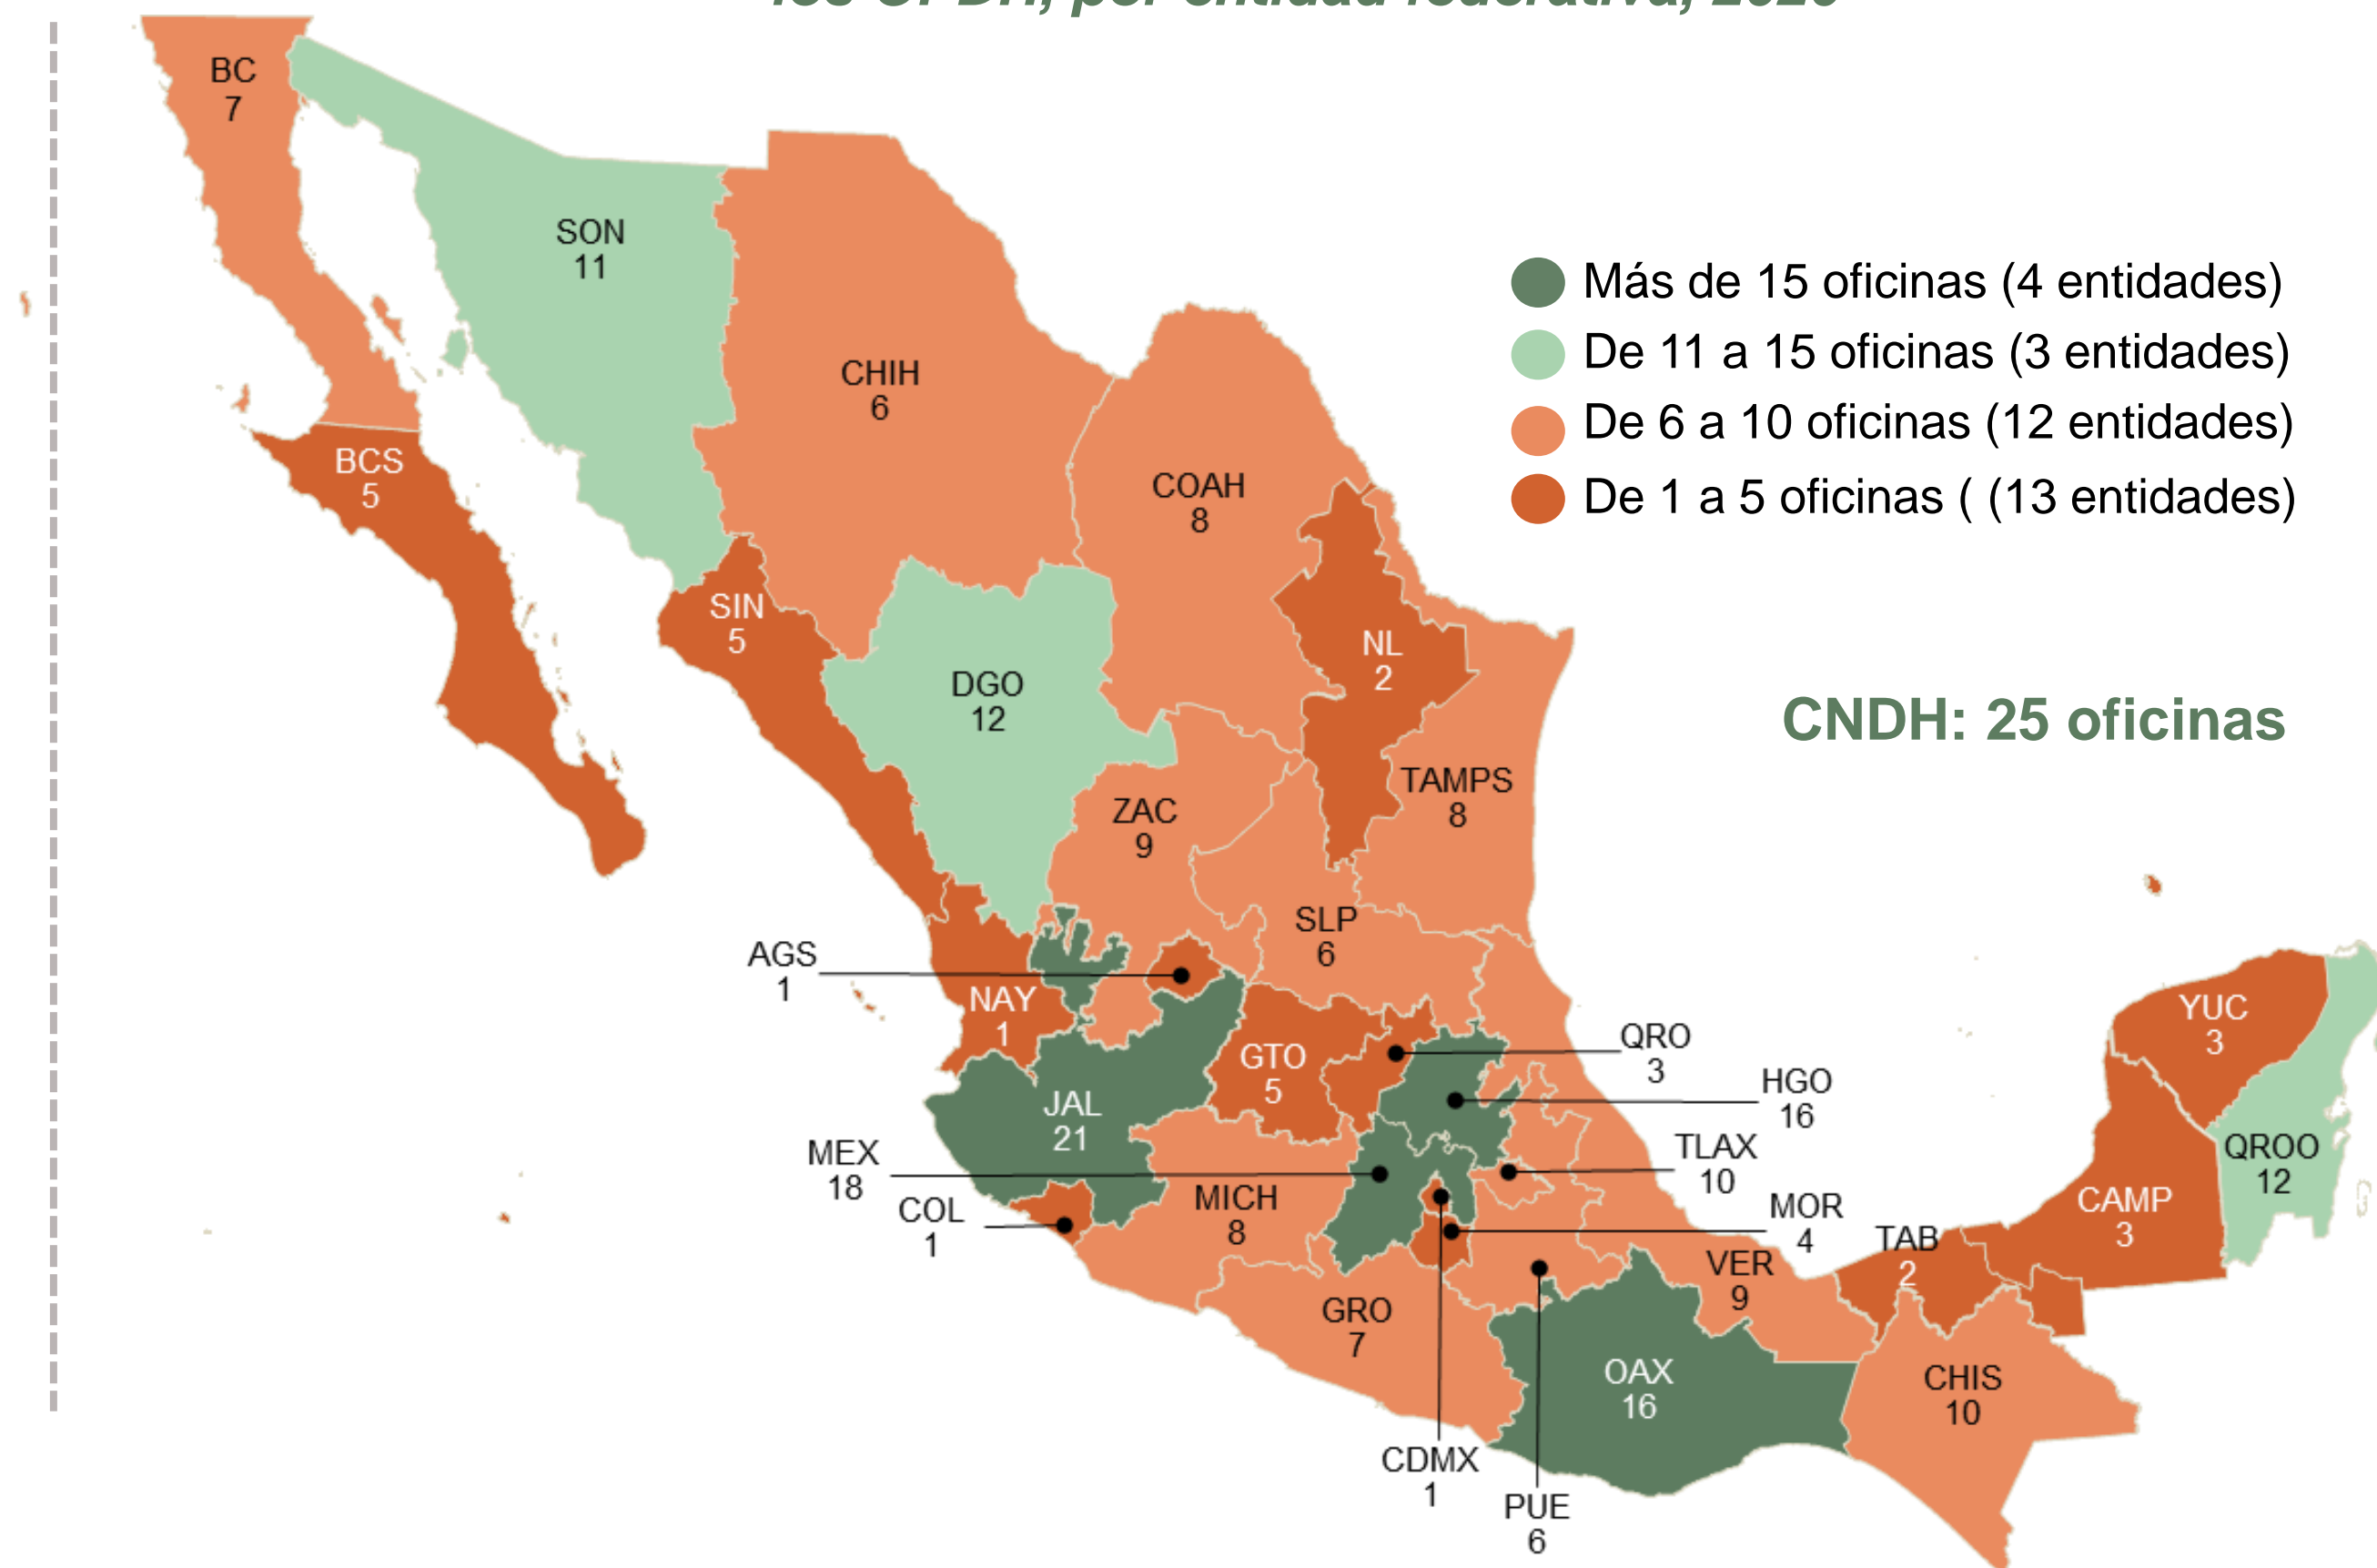 BC
7
SON
11
Más de 15 oficinas (4 entidades)
De 11 a 15 oficinas (3 entidades)
De 6 a 10 oficinas (12 entidades)
De 1 a 5 oficinas ( (13 entidades)
CHIH
6
BCS
5
COAH
8
SIN
5
NL
2
DGO
12
CNDH: 25 oficinas
TAMPS
8
ZAC
9
SLP
6
AGS
1
NAY
1
YUC
3
QRO
3
GTO
5
HGO
16
JAL
21
MEX
18
TLAX
10
QROO
12
COL
1
MICH
8
MOR
4
CAMP
3
TAB
2
VER
9
GRO
7
OAX
16
CHIS
10
CDMX
1
PUE
6